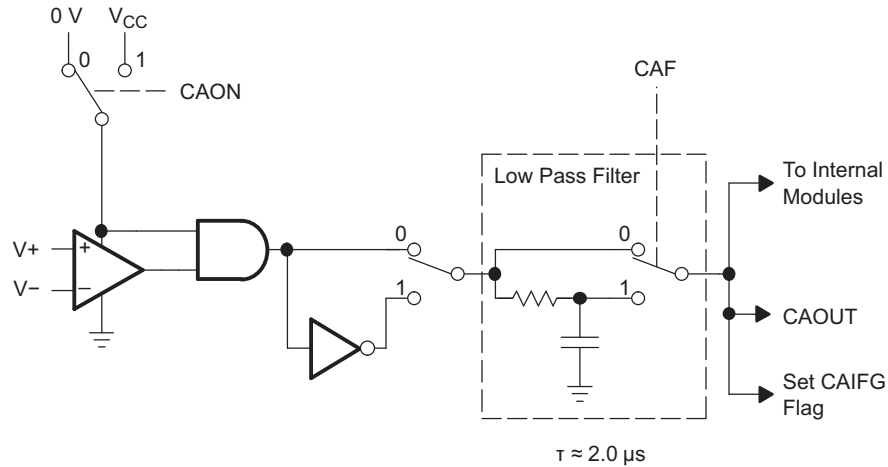 0 V
V_CC
0
1
CAON
CAF
Low Pass Filter
To Internal
Modules
V+
+
V−
−
0
1
0
1
CAOUT
Set CAIFG
Flag
τ ≈ 2.0 µs